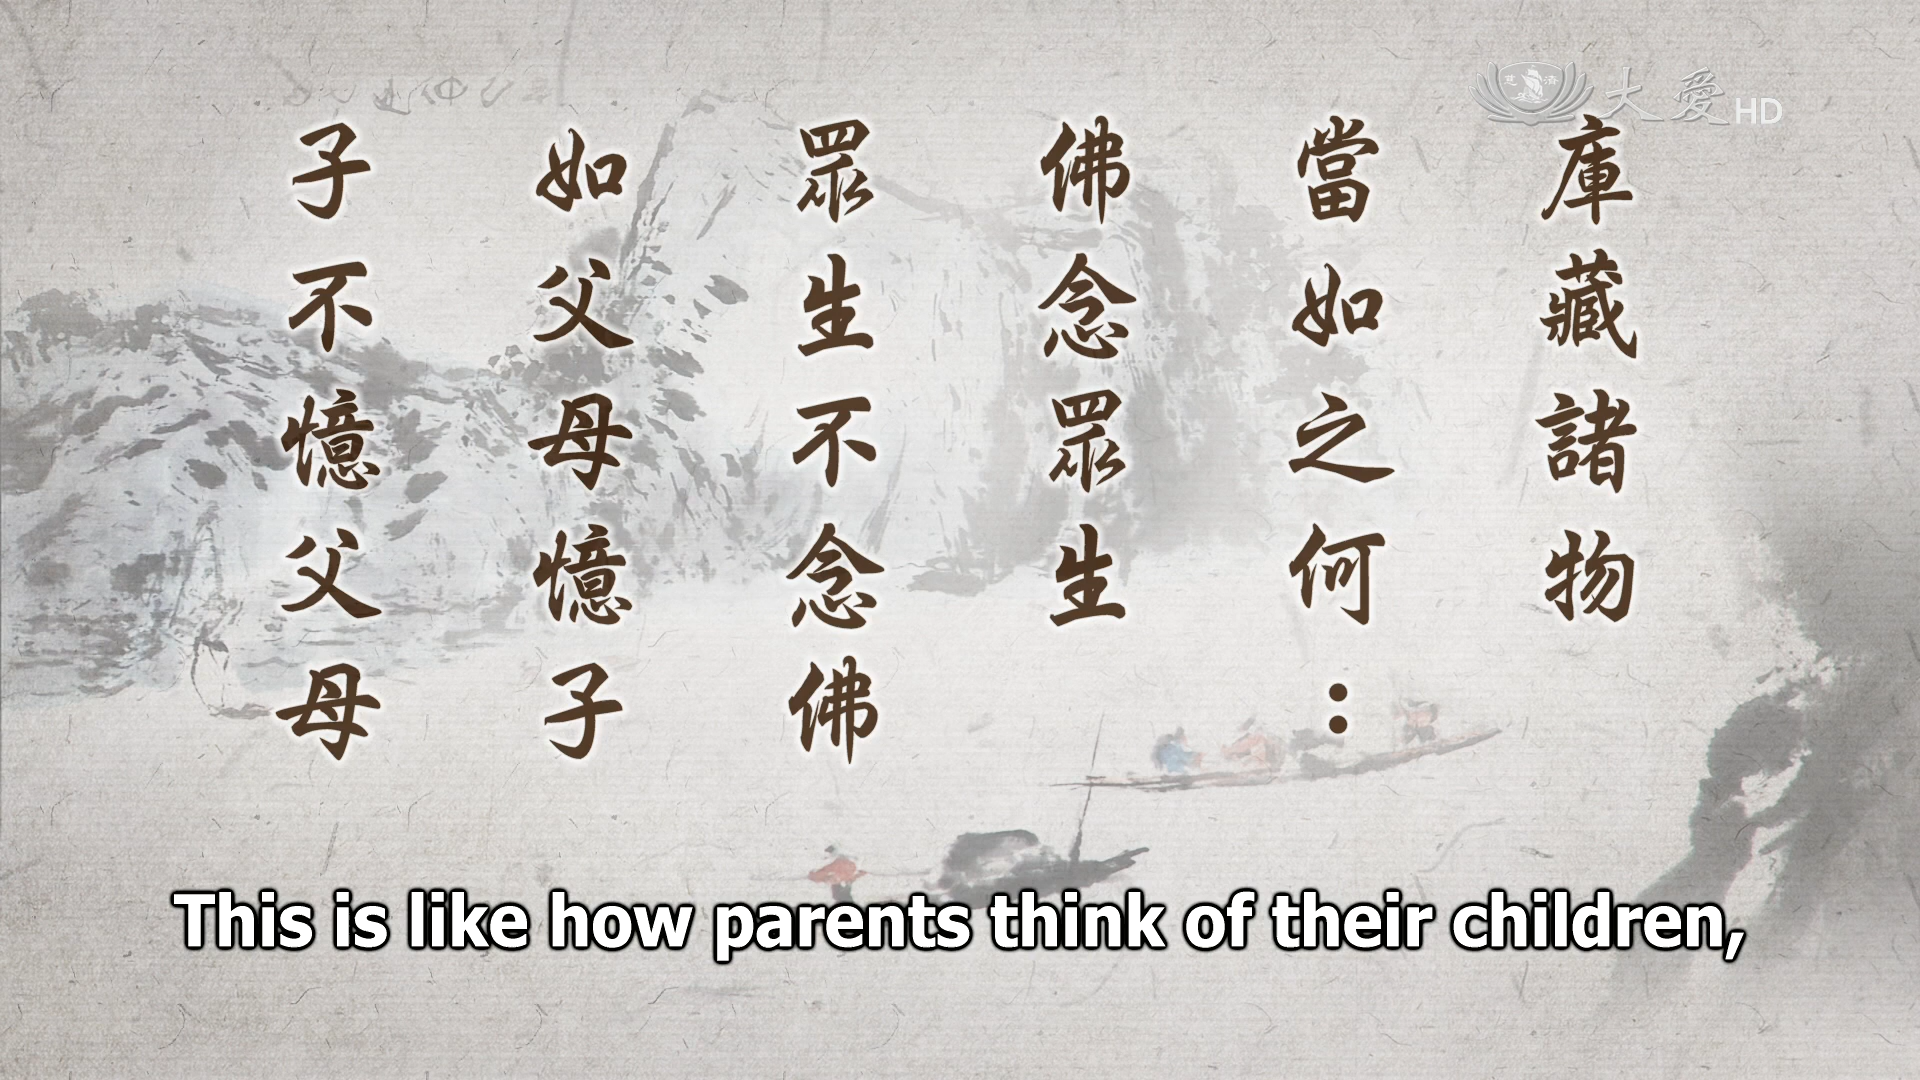 大愛HD
庫藏諸物
當如之何：
佛念眾生
眾生不念佛
如父母憶子
子不憶父母
This is like how parents think of their children,